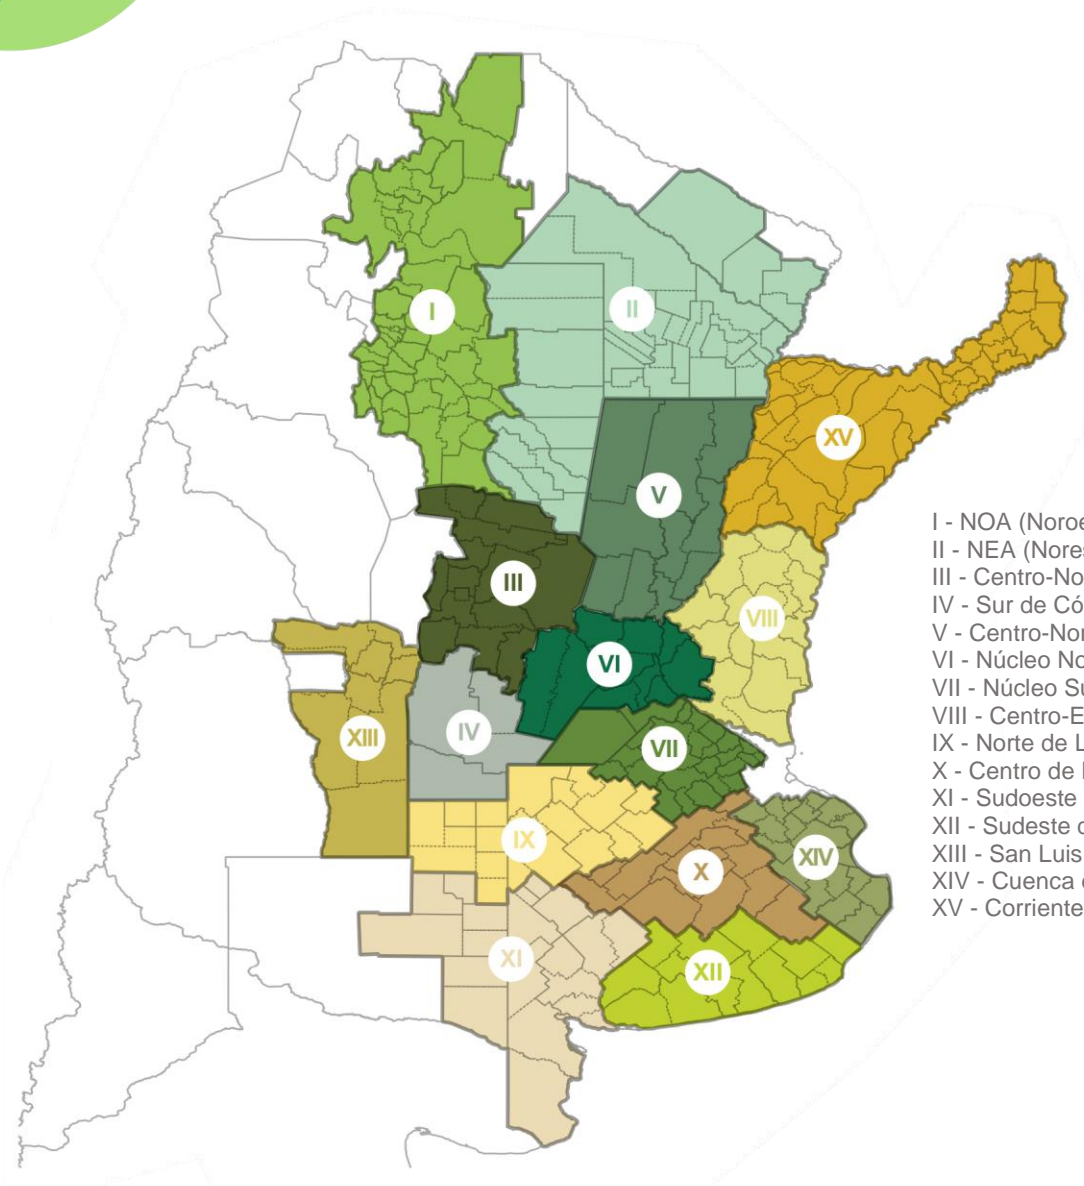 I
II
XV
V
III
VIII
VI
IV
XIII
VII
IX
XIV
X
XI
XII
I - NOA (Noroe
II - NEA (Nores
III - Centro-No
IV - Sur de Có
V - Centro-Nor
VI - Núcleo No
VII - Núcleo Su
VIII - Centro-E
IX - Norte de L
X - Centro de
XI - Sudoeste
XII - Sudeste
XIII - San Luis
XIV - Cuenca
XV - Corriente